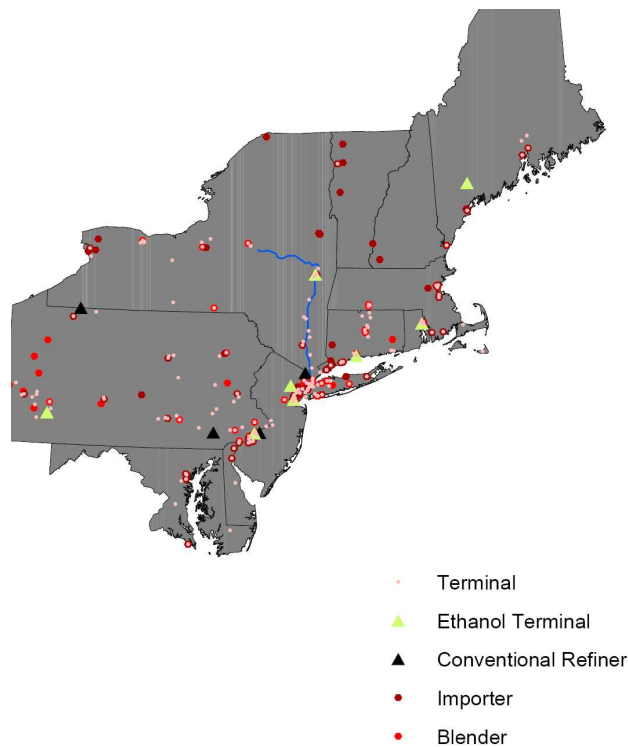 Terminal
Ethanol Terminal
Conventional Refiner
Importer
Blender